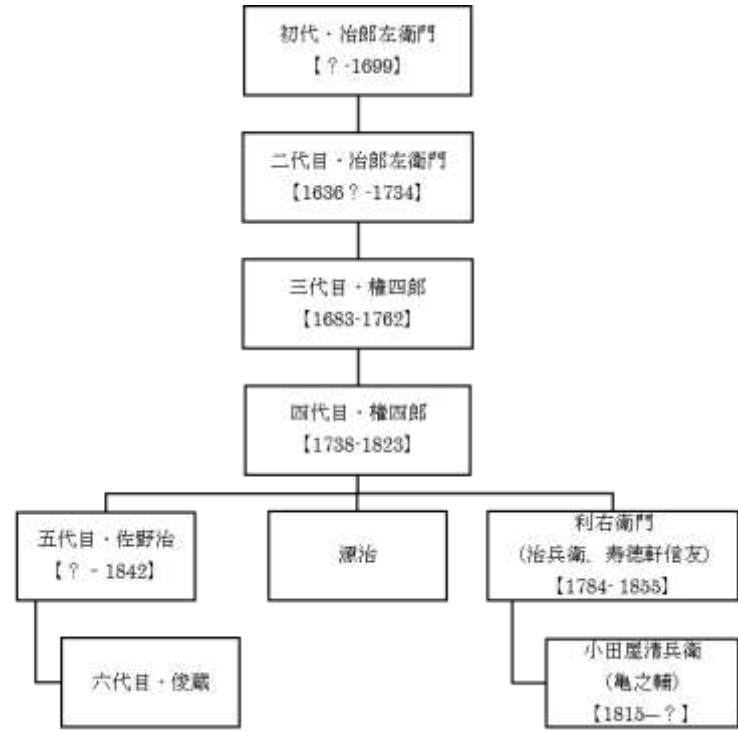 初代・治郎左衛門
【？-1699】
二代目・治郎左衛門
【1636？-1734】
三代目・権四郎
【1683-1762】
四代目・権四郎
【1738-1823】
五代目・佐野治
【？‐1842】
源治
利右衛門
(治兵衛、寿徳軒信友)
【1784-1855】
六代目・俊蔵
小田屋清兵衛
(亀之輔)
【1815—？】